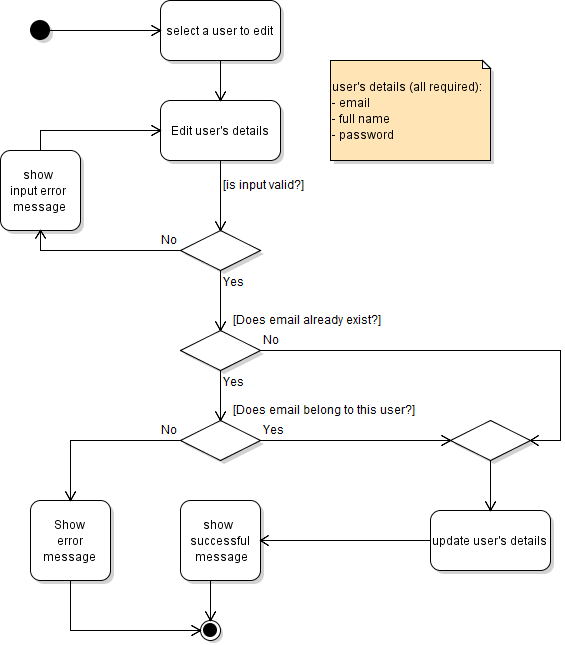 select a user to edit
user's details (all required):
- email
- full name
- password
Edit user's details
show
input error
message
[is input valid?]
No
Yes
[Does email already exist?]
No
Yes
[Does email belong to this user?]
No
Yes
Show
error
message
show
successful
message
update user's details